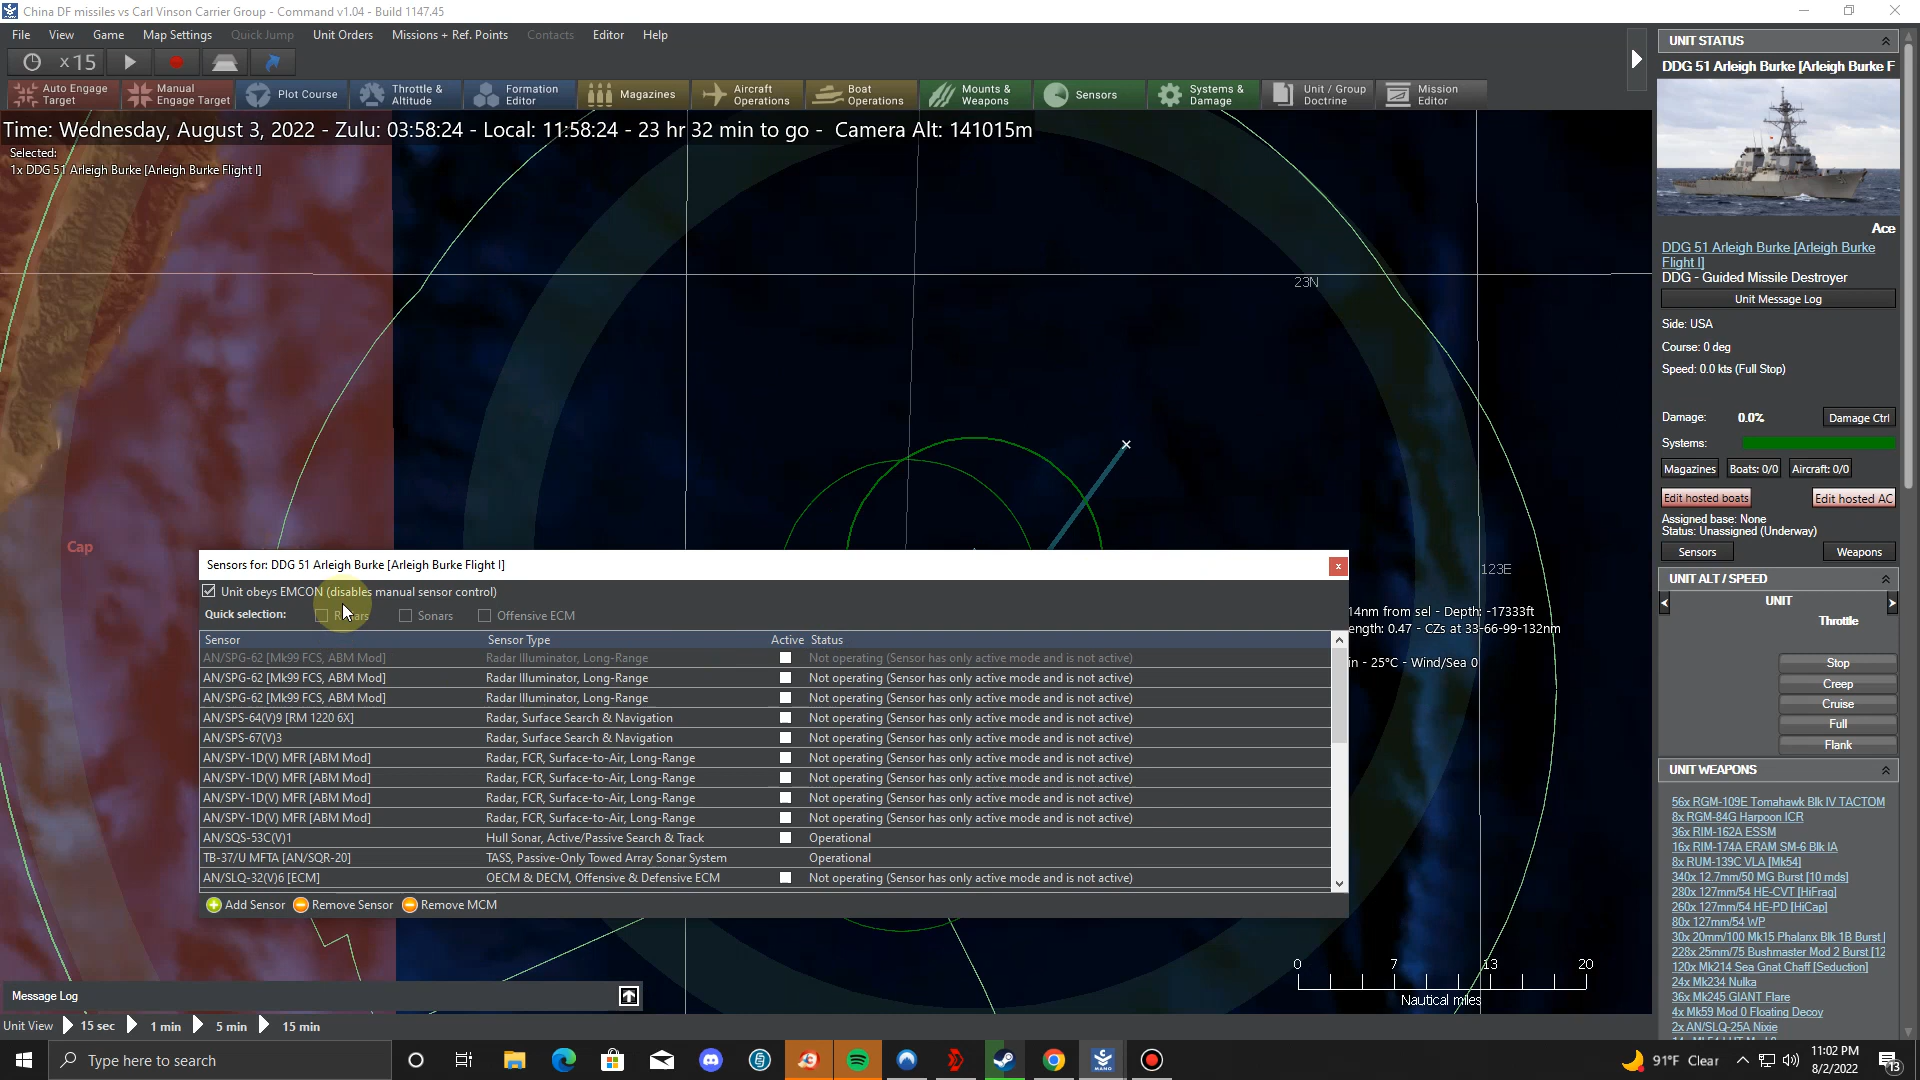 China DF missiles vs Carl Vinson Carrier Group - Command v1.04 - Build 1147.45
File View Game Map Settings Quick Jump Unit Orders Missions + Ref. Points Contacts Editor Help
x 15
Auto Engage Target Manual Engage Target Plot Course Throttle & Altitude Formation Editor Magazines Aircraft Operations Boat Operations Mounts & Weapons Sensors Systems & Damage Unit / Group Doctrine Mission Editor
Time: Wednesday, August 3, 2022 - Zulu: 03:58:24 - Local: 11:58:24 - 23 hr 32 min to go - Camera Alt: 141015m
Selected:
1x DDG 51 Arleigh Burke [Arleigh Burke Flight I]
23N
Cap
123E
14nm from sel - Depth: -17333ft
ength: 0.47 - CZs at 33-66-99-132nm
in - 25°C - Wind/Sea 0
Sensors for: DDG 51 Arleigh Burke [Arleigh Burke Flight I]
x
Unit obeys EMCON (disables manual sensor control)
Quick selection: Radars Sonars Offensive ECM
Sensor Sensor Type Active Status
AN/SPG-62 [Mk99 FCS, ABM Mod] Radar Illuminator, Long-Range Not operating (Sensor has only active mode and is not active)
AN/SPG-62 [Mk99 FCS, ABM Mod] Radar Illuminator, Long-Range Not operating (Sensor has only active mode and is not active)
AN/SPG-62 [Mk99 FCS, ABM Mod] Radar Illuminator, Long-Range Not operating (Sensor has only active mode and is not active)
AN/SPS-64(V)9 [RM 1220 6X] Radar, Surface Search & Navigation Not operating (Sensor has only active mode and is not active)
AN/SPS-67(V)3 Radar, Surface Search & Navigation Not operating (Sensor has only active mode and is not active)
AN/SPY-1D(V) MFR [ABM Mod] Radar, FCR, Surface-to-Air, Long-Range Not operating (Sensor has only active mode and is not active)
AN/SPY-1D(V) MFR [ABM Mod] Radar, FCR, Surface-to-Air, Long-Range Not operating (Sensor has only active mode and is not active)
AN/SPY-1D(V) MFR [ABM Mod] Radar, FCR, Surface-to-Air, Long-Range Not operating (Sensor has only active mode and is not active)
AN/SPY-1D(V) MFR [ABM Mod] Radar, FCR, Surface-to-Air, Long-Range Not operating (Sensor has only active mode and is not active)
AN/SQS-53C(V)1 Hull Sonar, Active/Passive Search & Track Operational
TB-37/U MFTA [AN/SQR-20] TASS, Passive-Only Towed Array Sonar System Operational
AN/SLQ-32(V)6 [ECM] OECM & DECM, Offensive & Defensive ECM Not operating (Sensor has only active mode and is not active)
Add Sensor Remove Sensor Remove MCM
0 7 13 20
Nautical miles
Message Log
Unit View 15 sec 1 min 5 min 15 min
UNIT STATUS
DDG 51 Arleigh Burke [Arleigh Burke F
Ace
DDG 51 Arleigh Burke [Arleigh Burke
Flight I]
DDG - Guided Missile Destroyer
Unit Message Log
Side: USA
Course: 0 deg
Speed: 0.0 kts (Full Stop)
Damage: 0.0% Damage Ctrl
Systems:
Magazines Boats: 0/0 Aircraft: 0/0
Edit hosted boats Edit hosted AC
Assigned base: None
Status: Unassigned (Underway)
Sensors Weapons
UNIT ALT / SPEED
UNIT
Throttle
Stop
Creep
Cruise
Full
Flank
UNIT WEAPONS
56x RGM-109E Tomahawk Blk IV TACTOM
8x RGM-84G Harpoon ICR
36x RIM-162A ESSM
16x RIM-174A ERAM SM-6 Blk IA
8x RUM-139C VLA [Mk54]
340x 12.7mm/50 MG Burst [10 rnds]
280x 127mm/54 HE-CVT [HiFrag]
260x 127mm/54 HE-PD [HiCap]
80x 127mm/54 WP
30x 20mm/100 Mk15 Phalanx Blk 1B Burst [
228x 25mm/75 Bushmaster Mod 2 Burst [12
120x Mk214 Sea Gnat Chaff [Seduction]
24x Mk234 Nulka
36x Mk245 GIANT Flare
4x Mk59 Mod 0 Floating Decoy
2x AN/SLQ-25A Nixie
Type here to search
MANO
91°F Clear
11:02 PM
8/2/2022
13